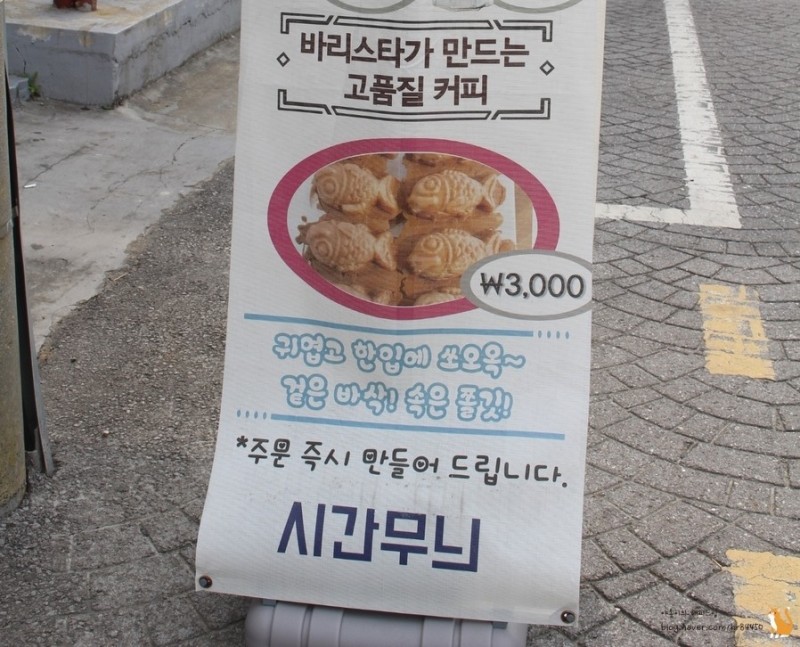 바리스타가 만드는
고품질 커피
₩3,000
귀엽고 한입에 쏘오옥~
겉은 바삭! 속은 쫄깃!
*주문 즉시 만들어 드립니다.
시간무늬